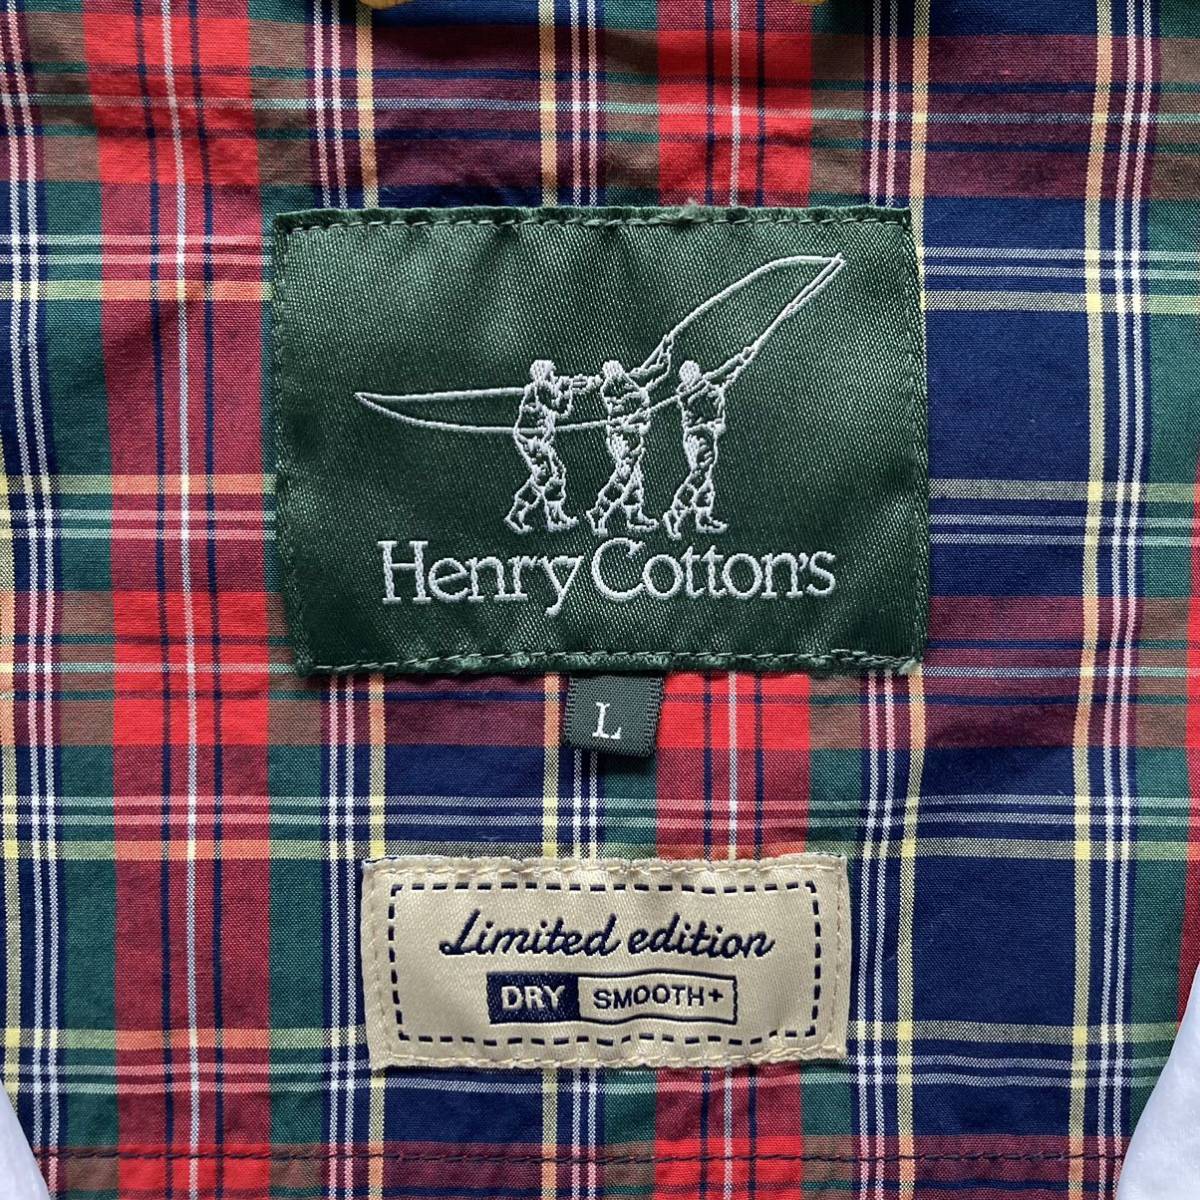 Henry Cotton's
L
Limited edition
DRY SMOOTH+